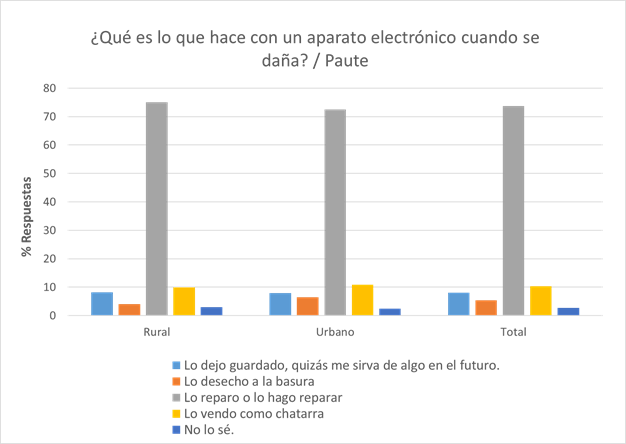 ¿Qué es lo que hace con un aparato electrónico cuando se
daña? / Paute
80
70
60
50
40
30
20
10
0
% Respuestas
Rural
Urbano
Total
Lo dejo guardado, quizás me sirva de algo en el futuro.
Lo desecho a la basura
Lo reparo o lo hago reparar
Lo vendo como chatarra
No lo sé.